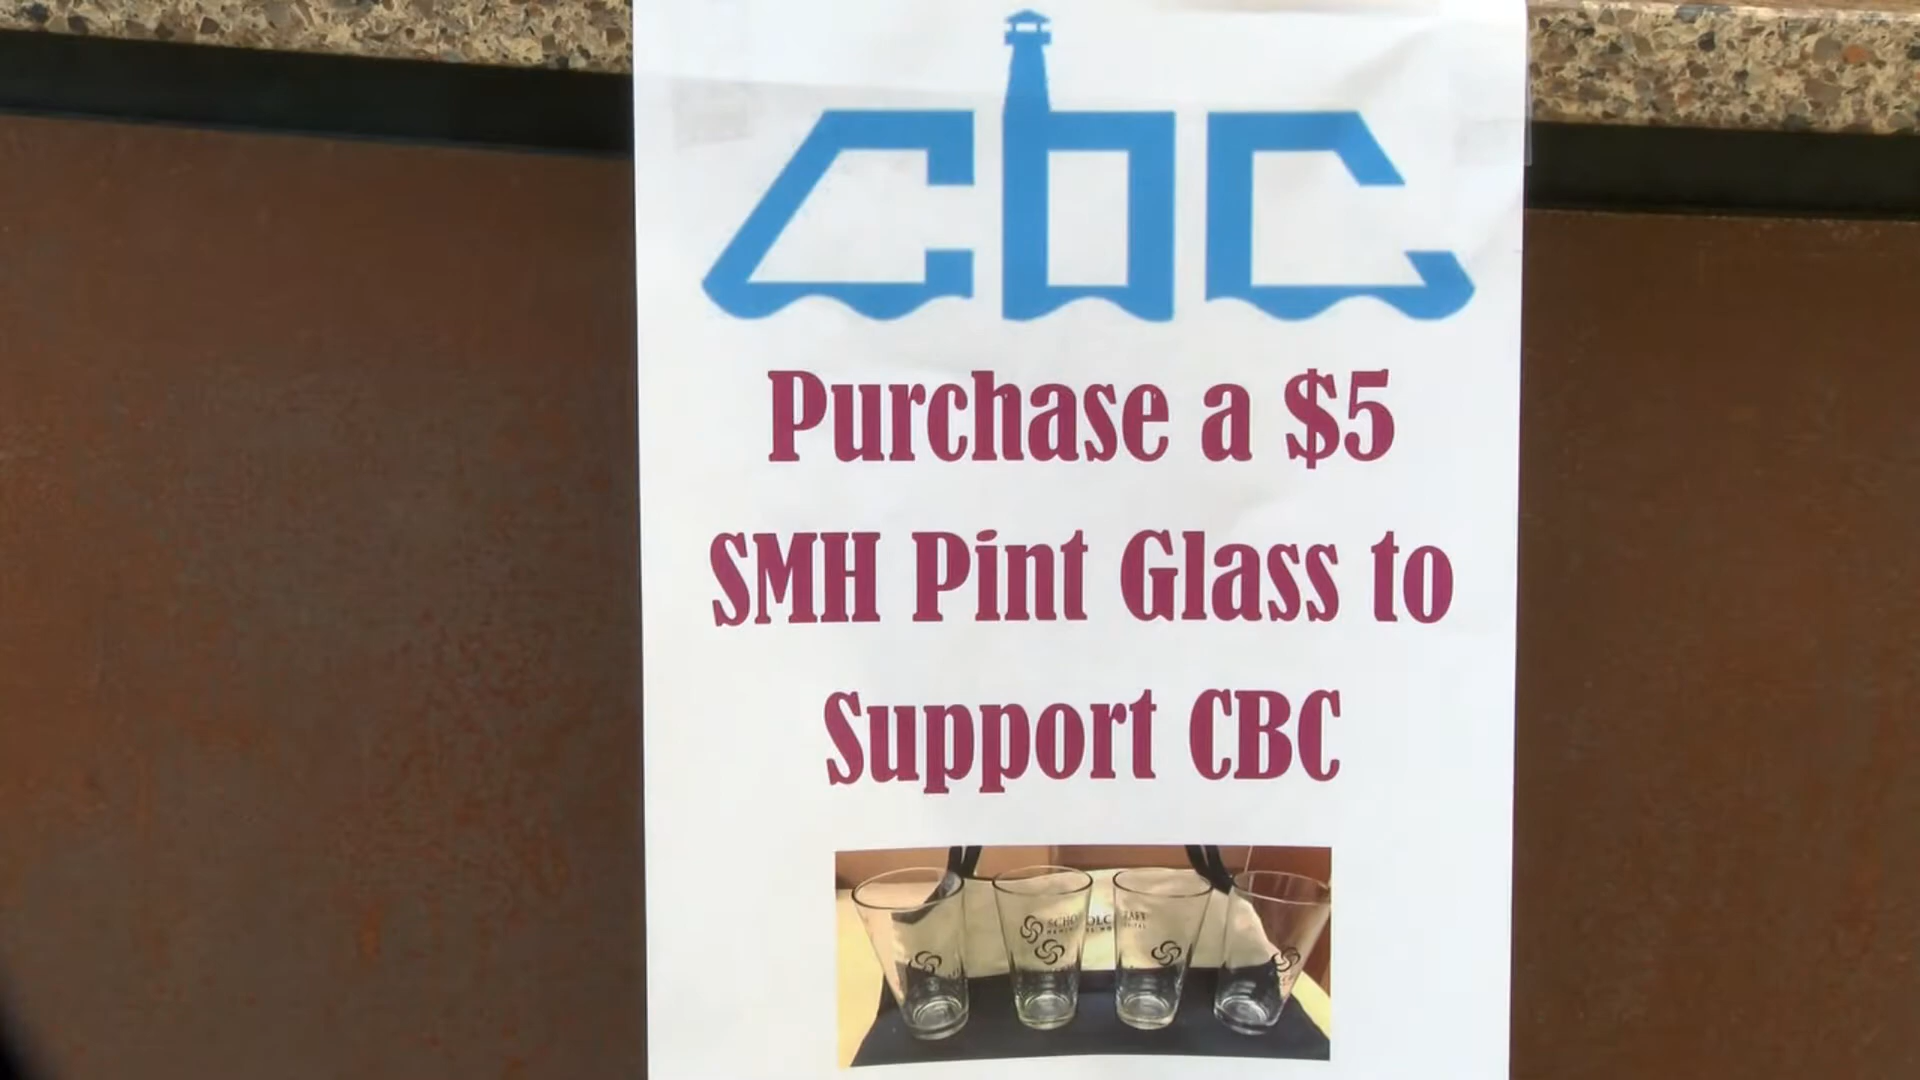 cbc
Purchase a $5
SMH Pint Glass to
Support CBC